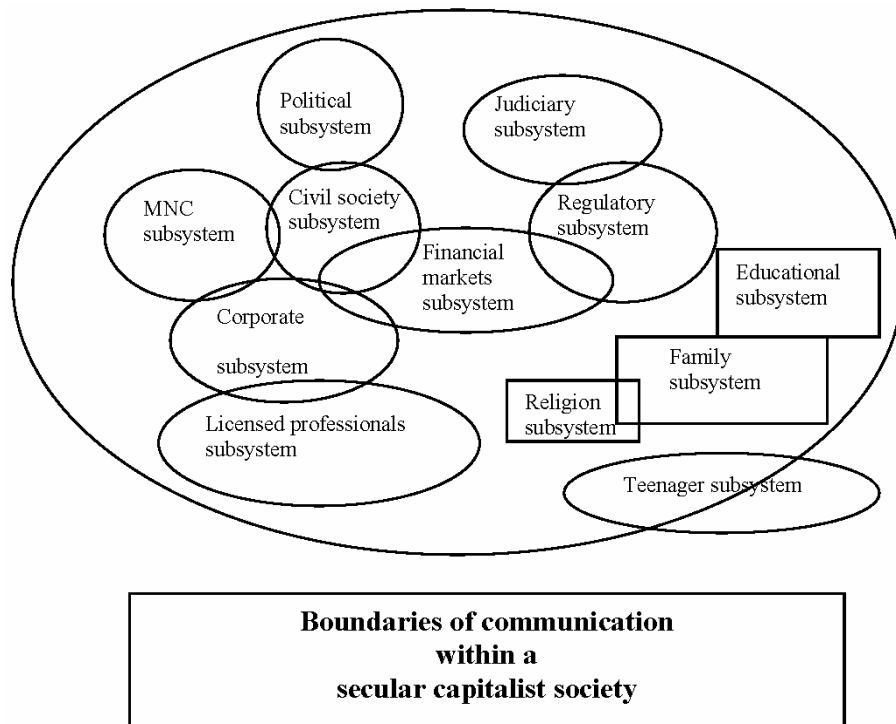 Political
subsystem
Judiciary
subsystem
MNC
subsystem
Civil society
subsystem
Regulatory
subsystem
Financial
markets
subsystem
Educational
subsystem
Corporate
subsystem
Family
subsystem
Religion
subsystem
Licensed professionals
subsystem
Teenager subsystem
Boundaries of communication
within a
secular capitalist society